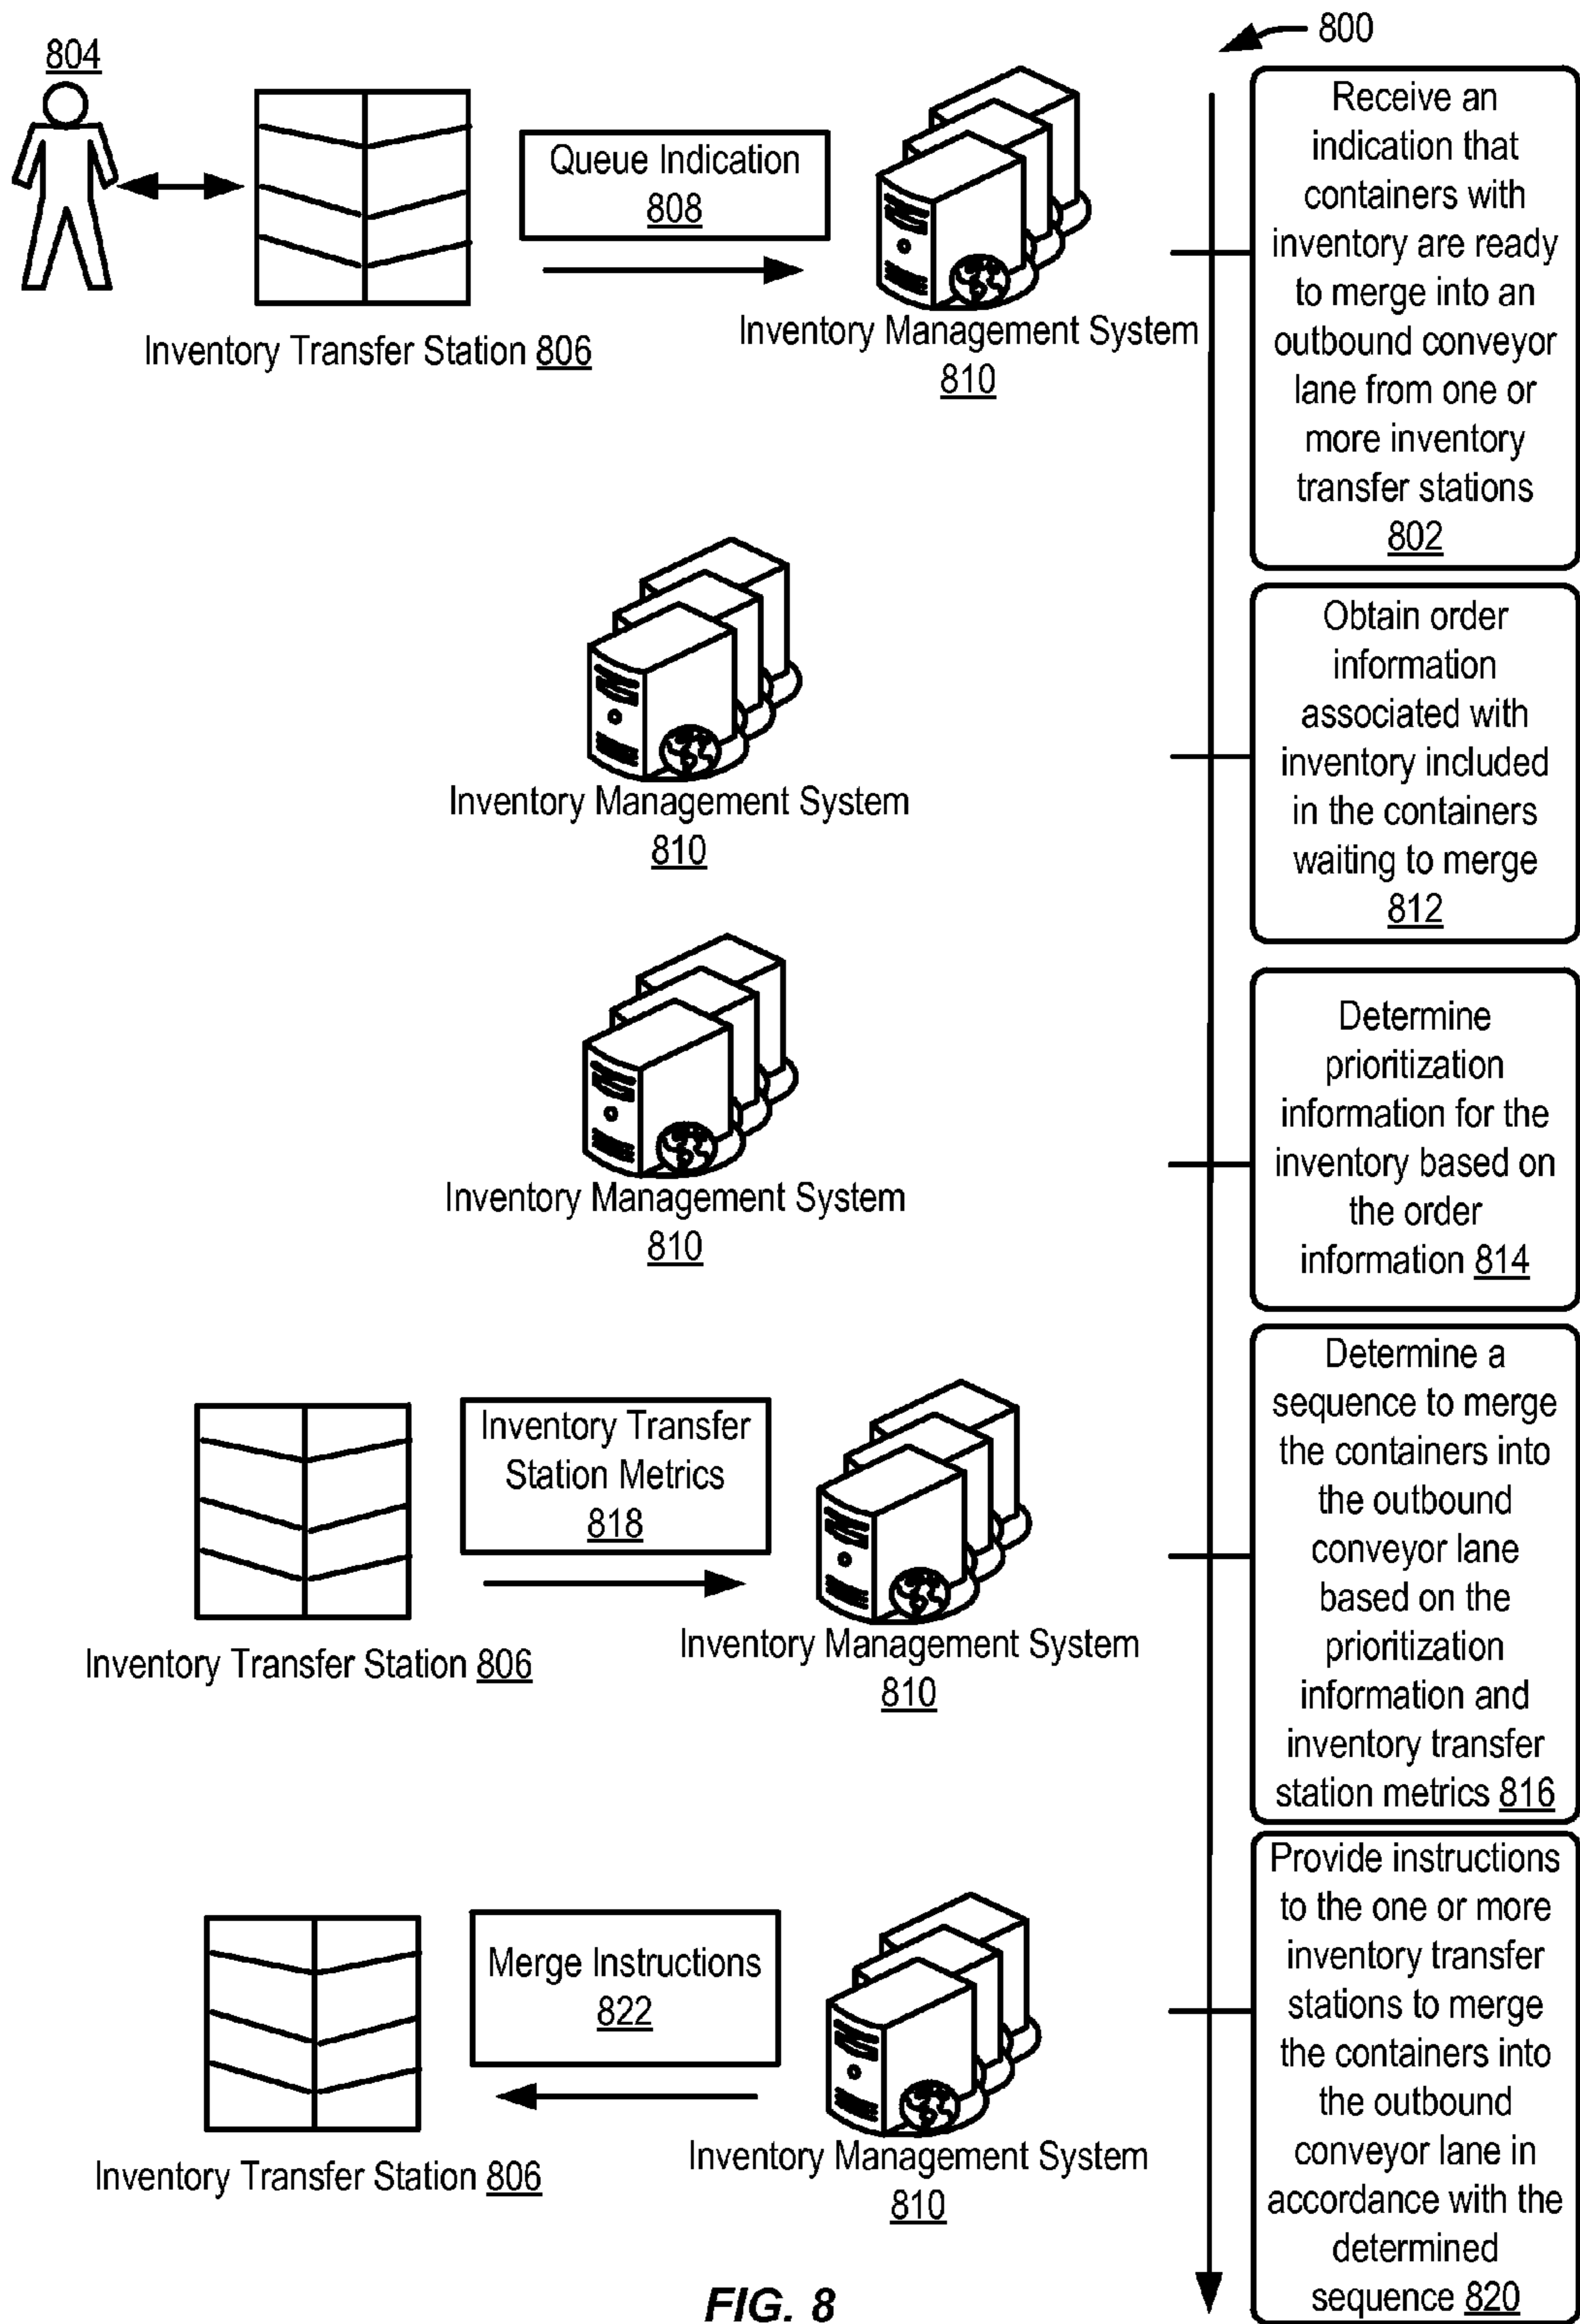 800
804
Queue Indication
808
Inventory Transfer Station 806
Inventory Management System
810
Receive an
indication that
containers with
inventory are ready
to merge into an
outbound conveyor
lane from one or
more inventory
transfer stations
802
Inventory Management System
810
Obtain order
information
associated with
inventory included
in the containers
waiting to merge
812
Inventory Management System
810
Determine
prioritization
information for the
inventory based on
the order
information 814
Inventory Transfer
Station Metrics
818
Inventory Transfer Station 806
Inventory Management System
810
Determine a
sequence to merge
the containers into
the outbound
conveyor lane
based on the
prioritization
information and
inventory transfer
station metrics 816
Merge Instructions
822
Inventory Transfer Station 806
Inventory Management System
810
Provide instructions
to the one or more
inventory transfer
stations to merge
the containers into
the outbound
conveyor lane in
accordance with the
determined
sequence 820
FIG. 8